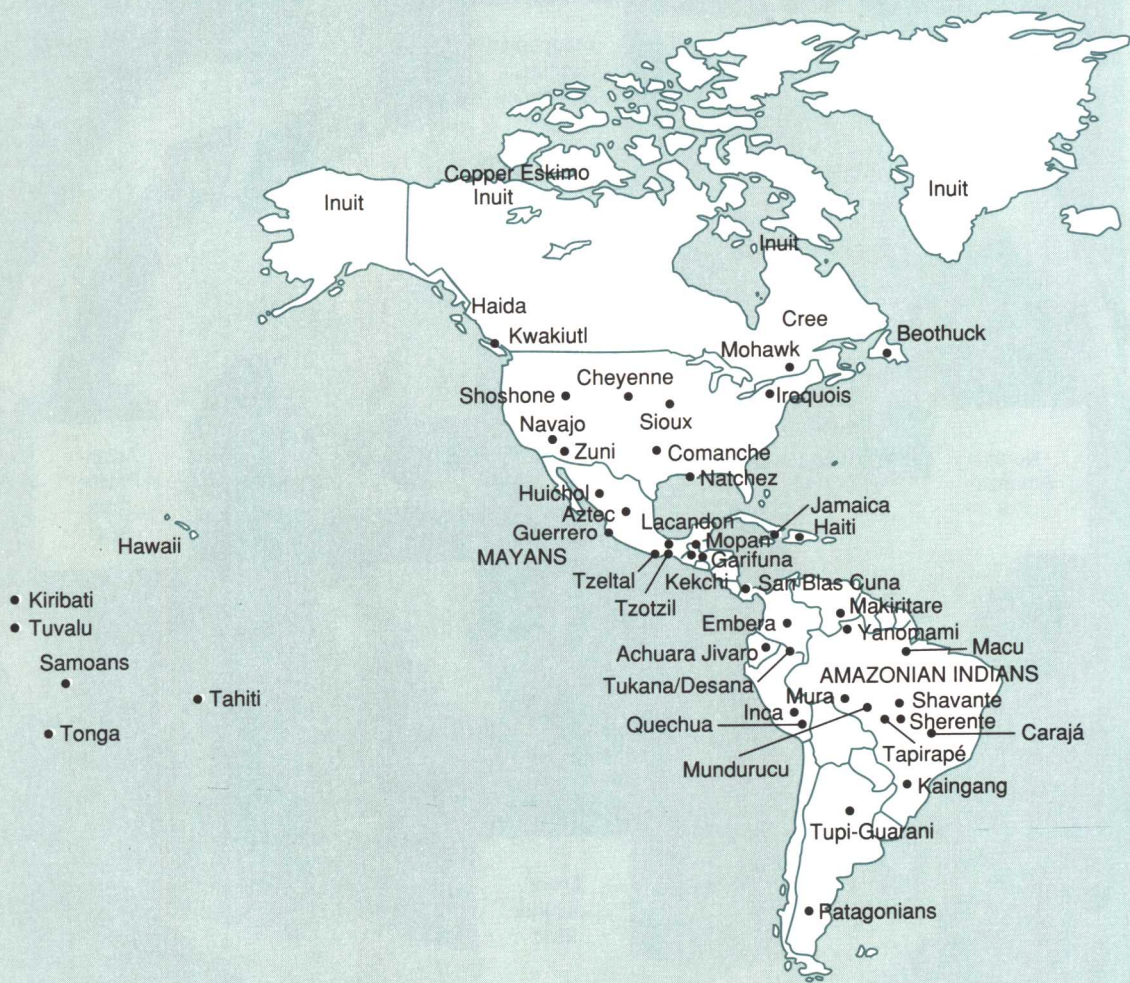 Copper Eskimo
Inuit
Inuit
Inuit
Inuit
Haida
Kwakiutl
Cree
Beothuck
Mohawk
Cheyenne
Shoshone
Iroquois
Sioux
Navajo
Zuni
Comanche
Natchez
Huichol
Aztec
Jamaica
Lacandon
Haiti
Guerrero
Mopan
Hawaii
MAYANS
Garifuna
Tzeltal
Kekchi
San Blas Cuna
Kiribati
Tzotzil
Makiritare
Tuvalu
Embera
Yanomami
Samoans
Achuara Jivaro
Macu
AMAZONIAN INDIANS
Tukana/Desana
Mura
Shavante
Tahiti
Inca
Sherente
Quechua
Tonga
Carajá
Tapirapé
Mundurucu
Kaingang
Tupi-Guarani
Patagonians